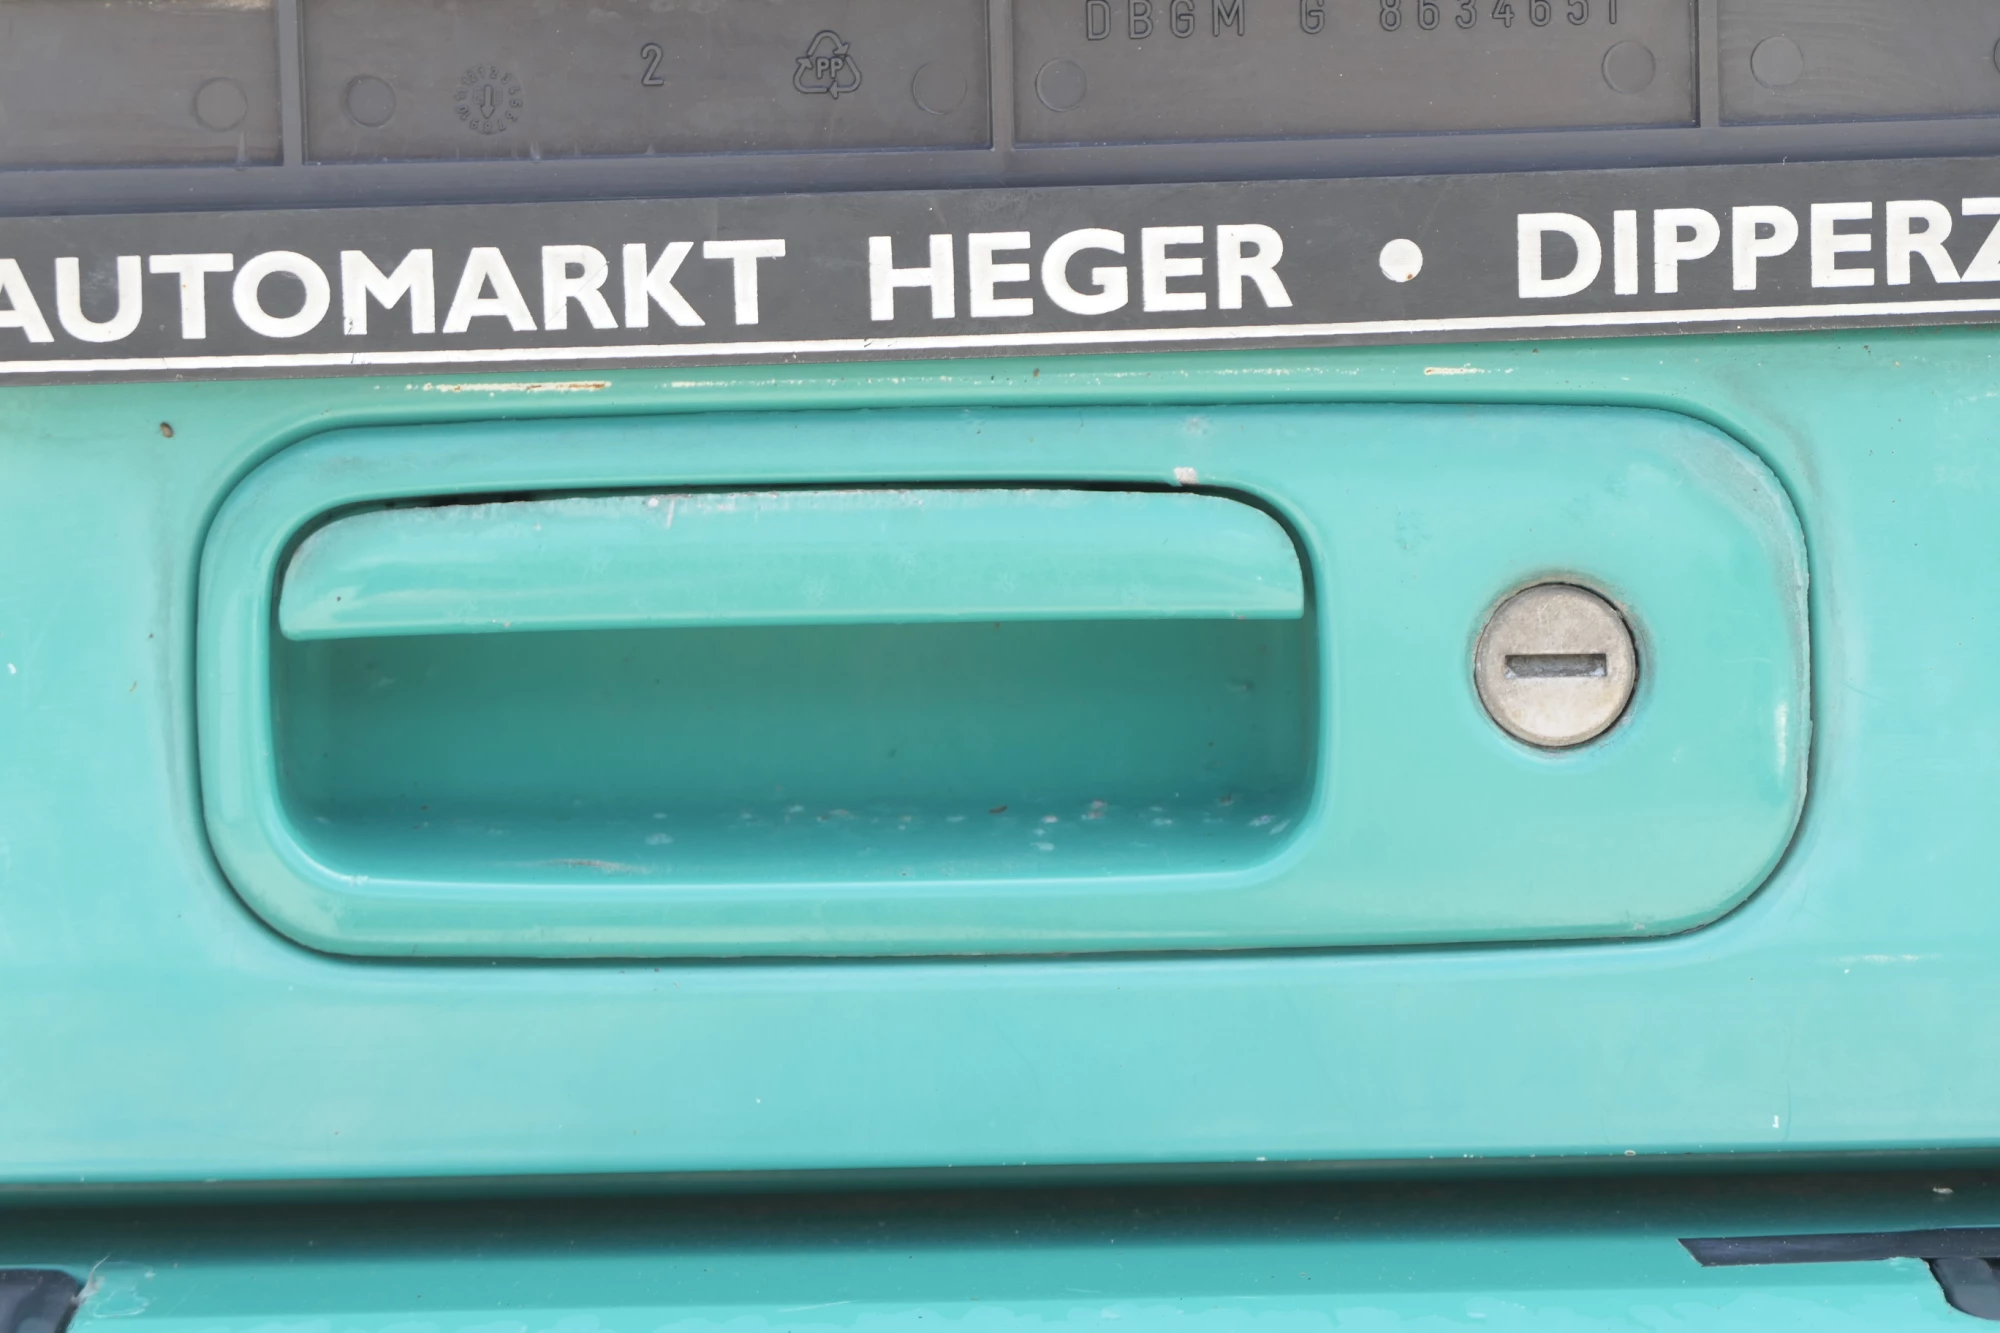 DBGM G 8634651
2 PP
AUTOMARKT HEGER • DIPPERZ